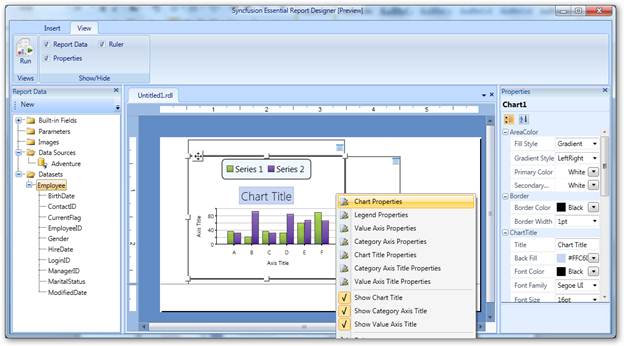 Syncfusion Essential Report Designer [Preview]
Insert View
Report Data Ruler
Properties
Run
Views Show/Hide
Report Data
New
Built-in Fields
Parameters
Images
Data Sources
Adventure
Datasets
Employee
BirthDate
ContactID
CurrentFlag
EmployeeID
Gender
HireDate
LoginID
ManagerID
MaritalStatus
ModifiedDate
Untitled1.rdl
1 2 3 4 5
Series 1 Series 2
Chart Title
Axis Title
A B C D E F
Axis Title
Chart Properties
Legend Properties
Value Axis Properties
Category Axis Properties
Chart Title Properties
Category Axis Title Properties
Value Axis Title Properties
Show Chart Title
Show Category Axis Title
Show Value Axis Title
Properties
Chart1
AreaColor
Fill Style Gradient
Gradient Style LeftRight
Primary Color White
Secondary... White
Border
Border Color Black
Border Width 1pt
ChartTitle
Title Chart Title
Back Fill
Font Color Black
Font Family Segoe UI
Font Size 16pt